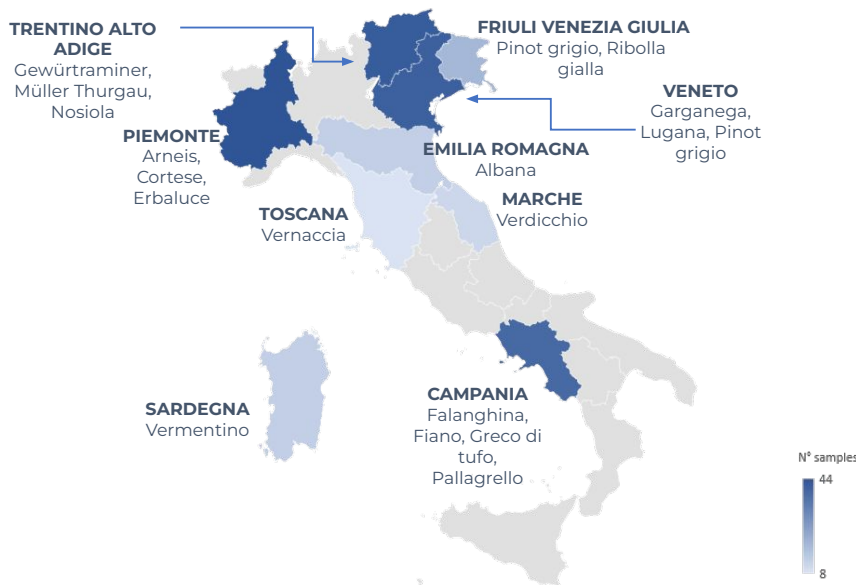 TRENTINO ALTO
ADIGE
Gewürtraminer,
Müller Thurgau,
Nosiola
FRIULI VENEZIA GIULIA
Pinot grigio, Ribolla
gialla
VENETO
Garganega,
Lugana, Pinot
grigio
PIEMONTE
Arneis,
Cortese,
Erbaluce
EMILIA ROMAGNA
Albana
TOSCANA
Vernaccia
MARCHE
Verdicchio
SARDEGNA
Vermentino
CAMPANIA
Falanghina,
Fiano, Greco di
tufo,
Pallagrello
N° samples
44
8